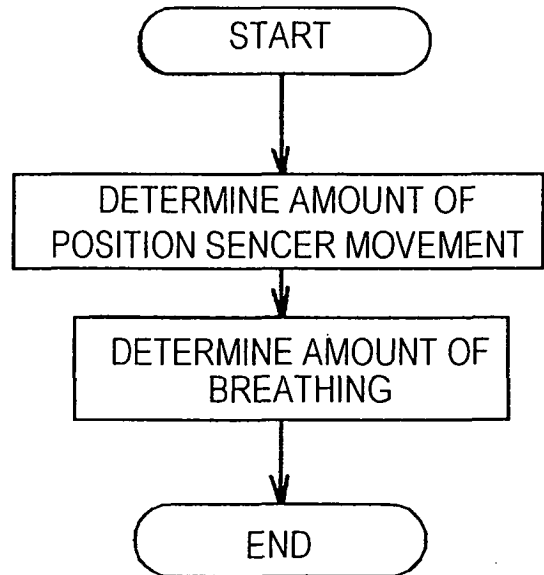 START
DETERMINE AMOUNT OF
POSITION SENCER MOVEMENT
DETERMINE AMOUNT OF
BREATHING
END